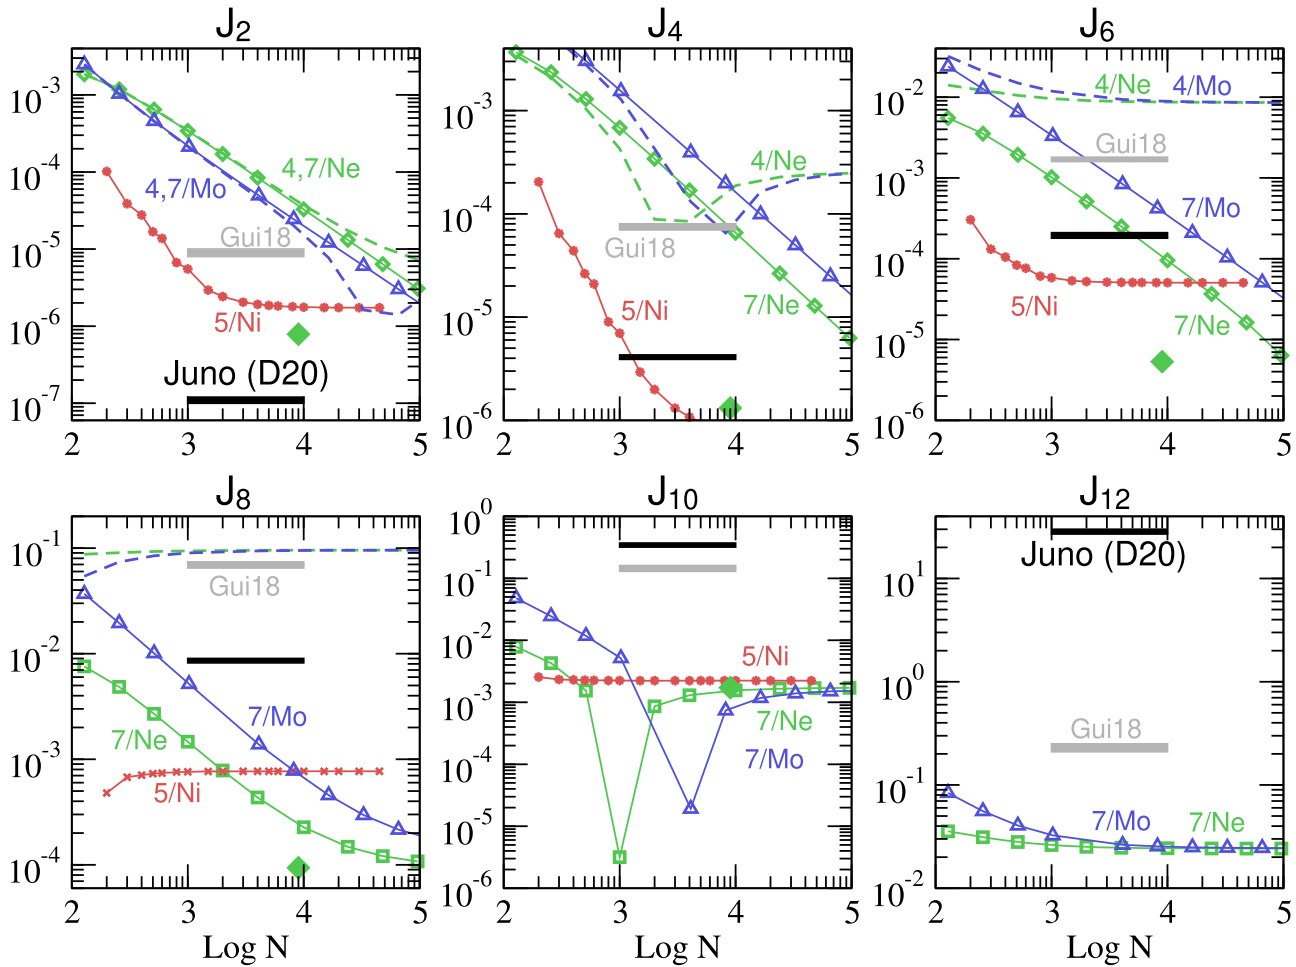 J2
10-3
10-4
10-5
10-6
10-7
4,7/Ne
4,7/Mo
Gui18
5/Ni
Juno (D20)
2 3 4 5
J4
10-3
10-4
10-5
10-6
4/Ne
Gui18
5/Ni
7/Ne
2 3 4 5
J6
10-2
10-3
10-4
10-5
10-6
4/Ne 4/Mo
Gui18
7/Mo
5/Ni
7/Ne
2 3 4 5
J8
10-1
10-2
10-3
10-4
Gui18
7/Mo
7/Ne
5/Ni
2 3 4 5
Log N
J10
100
10-1
10-2
10-3
10-4
10-5
10-6
5/Ni
7/Ne
7/Mo
2 3 4 5
Log N
J12
101
100
10-1
10-2
Juno (D20)
Gui18
7/Mo 7/Ne
2 3 4 5
Log N